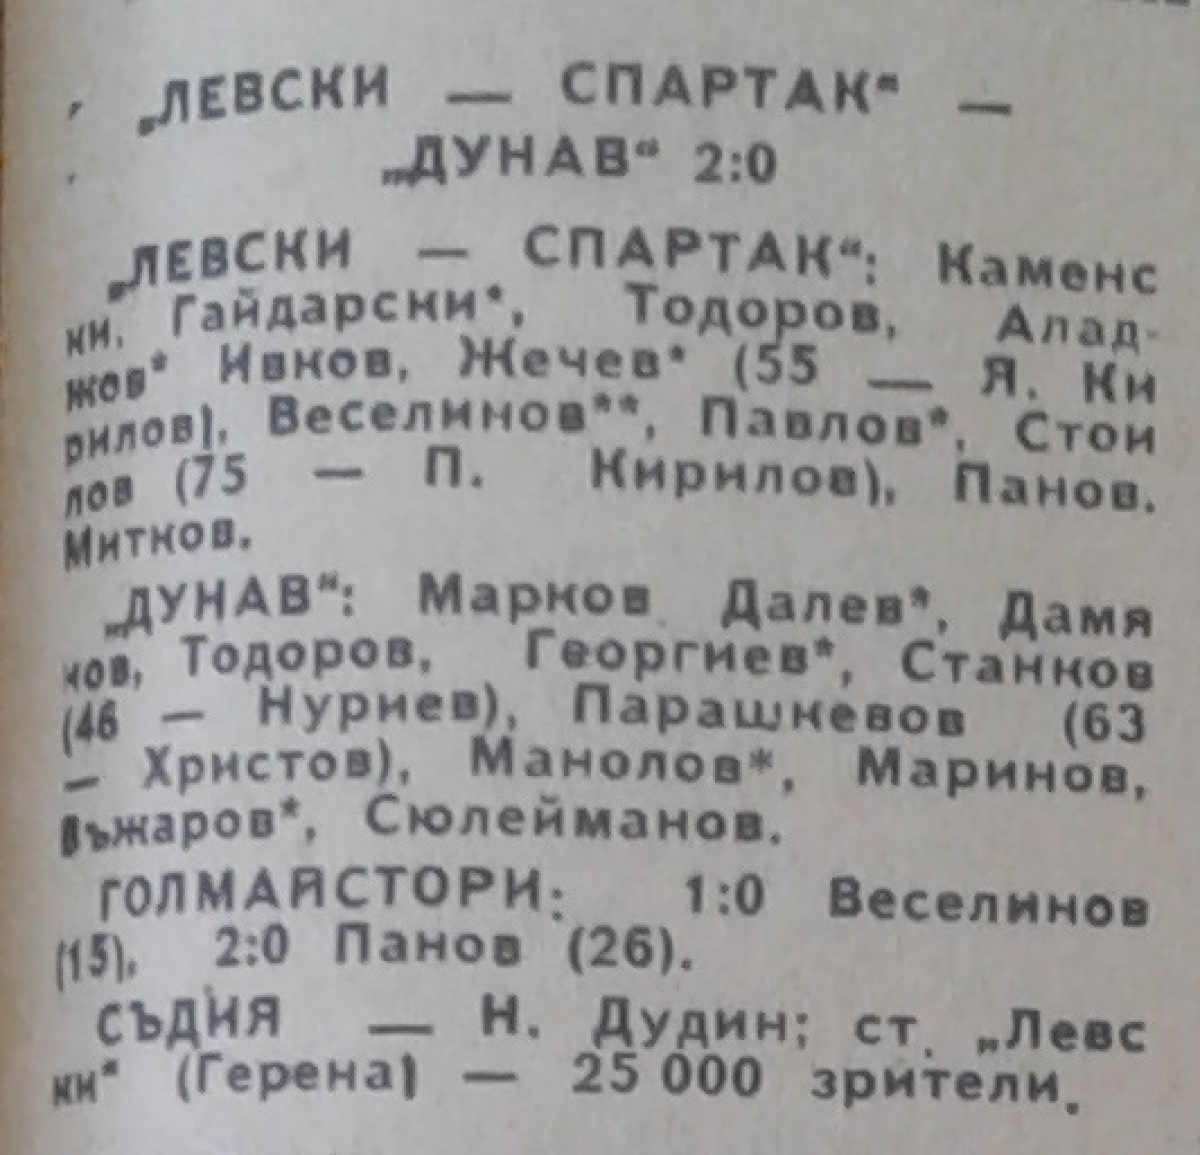 „ЛЕВСКИ — СПАРТАК“ —
„ДУНАВ“ 2:0
„ЛЕВСКИ — СПАРТАК“: Каменс
ки, Гайдарски*, Тодоров, Алад-
жов* Ивков, Жечев* (55 — Я. Ки
рилов), Веселинов**, Павлов*, Стои
лов (75 — П. Кирилов), Панов.
Митков.
„ДУНАВ“: Марков Далев*, Дамя
нов, Тодоров, Георгиев*, Станков
(46 — Нуриев), Парашкевов (63
— Христов), Манолов*, Маринов,
Въжаров*, Сюлейманов.
ГОЛМАЙСТОРИ: 1:0 Веселинов
(15), 2:0 Панов (26).
СЪДИЯ — Н. Дудин; ст. „Левс
ки“ (Герена) — 25 000 зрители.